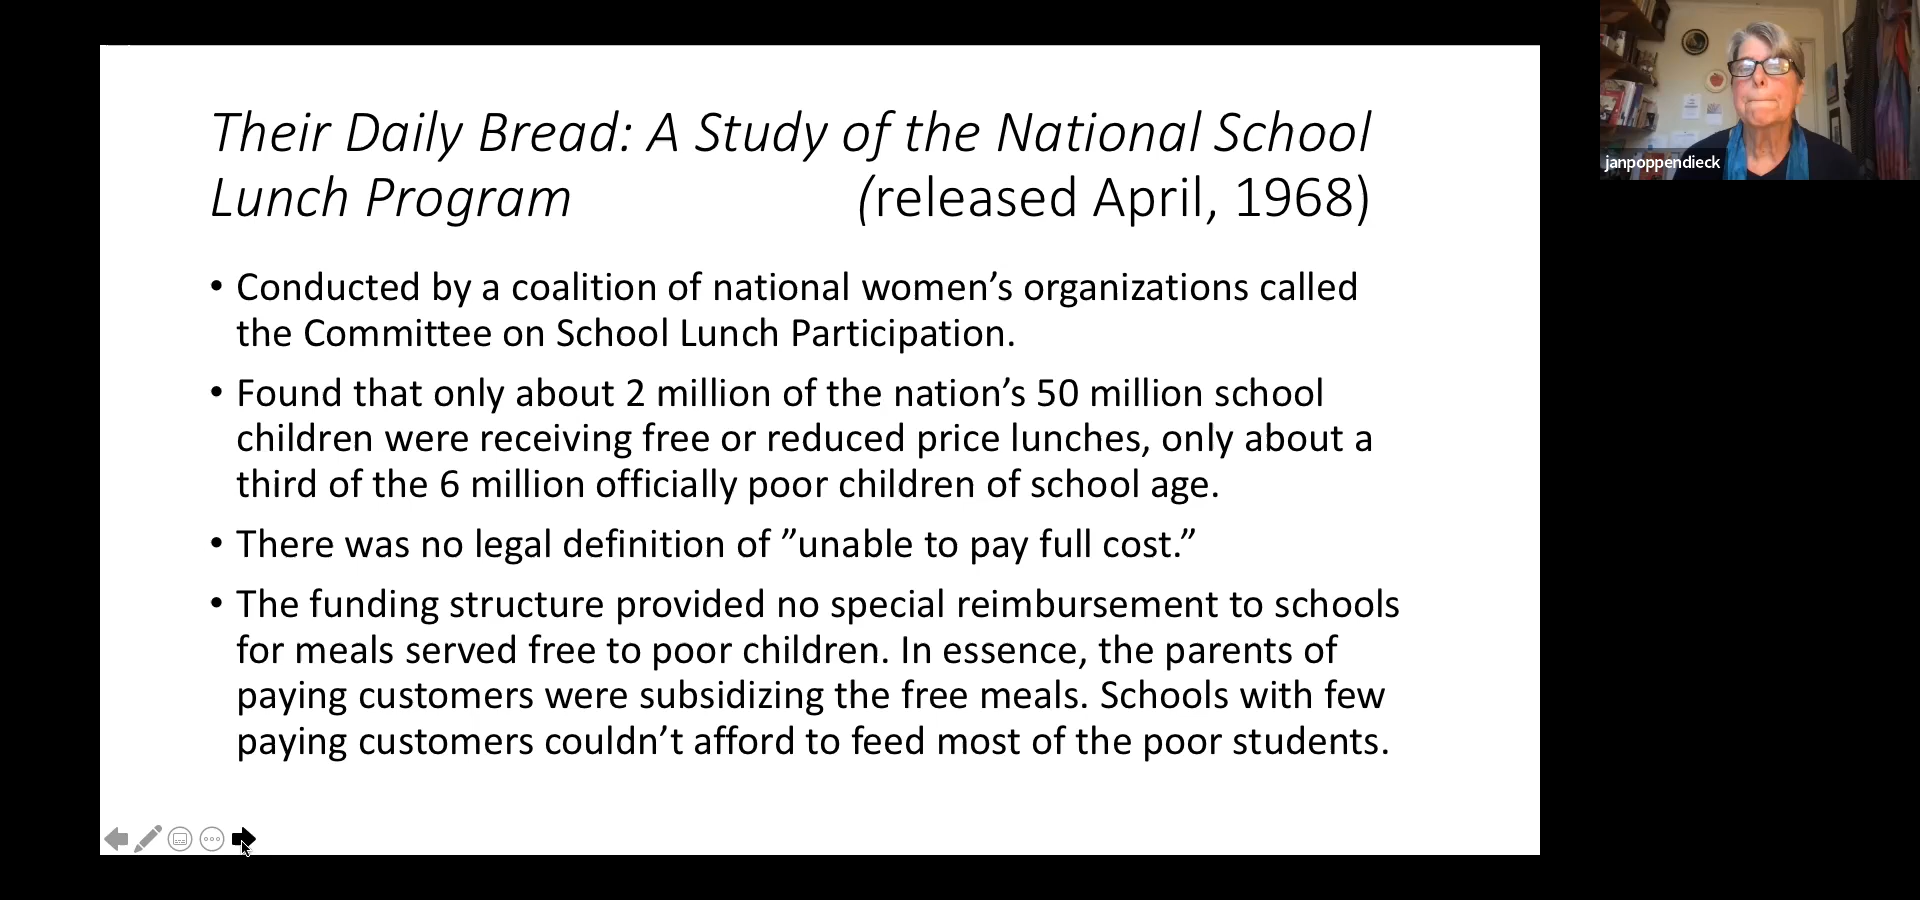 Their Daily Bread: A Study of the National School
Lunch Program (released April, 1968)
• Conducted by a coalition of national women’s organizations called
the Committee on School Lunch Participation.
• Found that only about 2 million of the nation’s 50 million school
children were receiving free or reduced price lunches, only about a
third of the 6 million officially poor children of school age.
• There was no legal definition of ”unable to pay full cost.”
• The funding structure provided no special reimbursement to schools
for meals served free to poor children. In essence, the parents of
paying customers were subsidizing the free meals. Schools with few
paying customers couldn’t afford to feed most of the poor students.
janpoppendieck